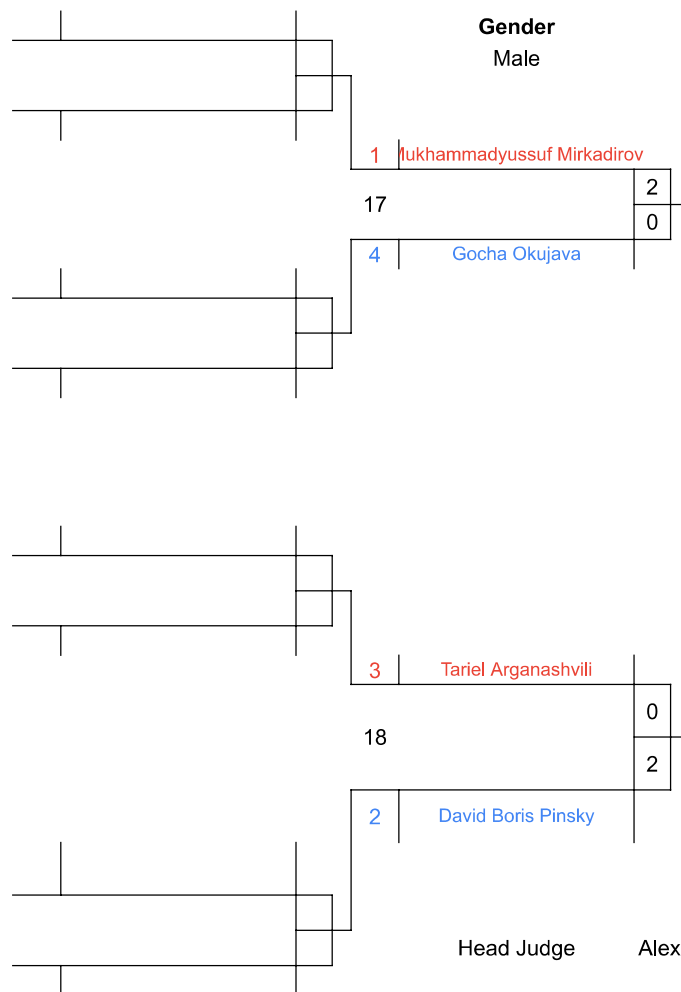 Gender
Male
1 Mukhammadyussuf Mirkadirov
2
17
0
4 Gocha Okujava
3 Tariel Arganashvili
0
18
2
2 David Boris Pinsky
Head Judge Alex